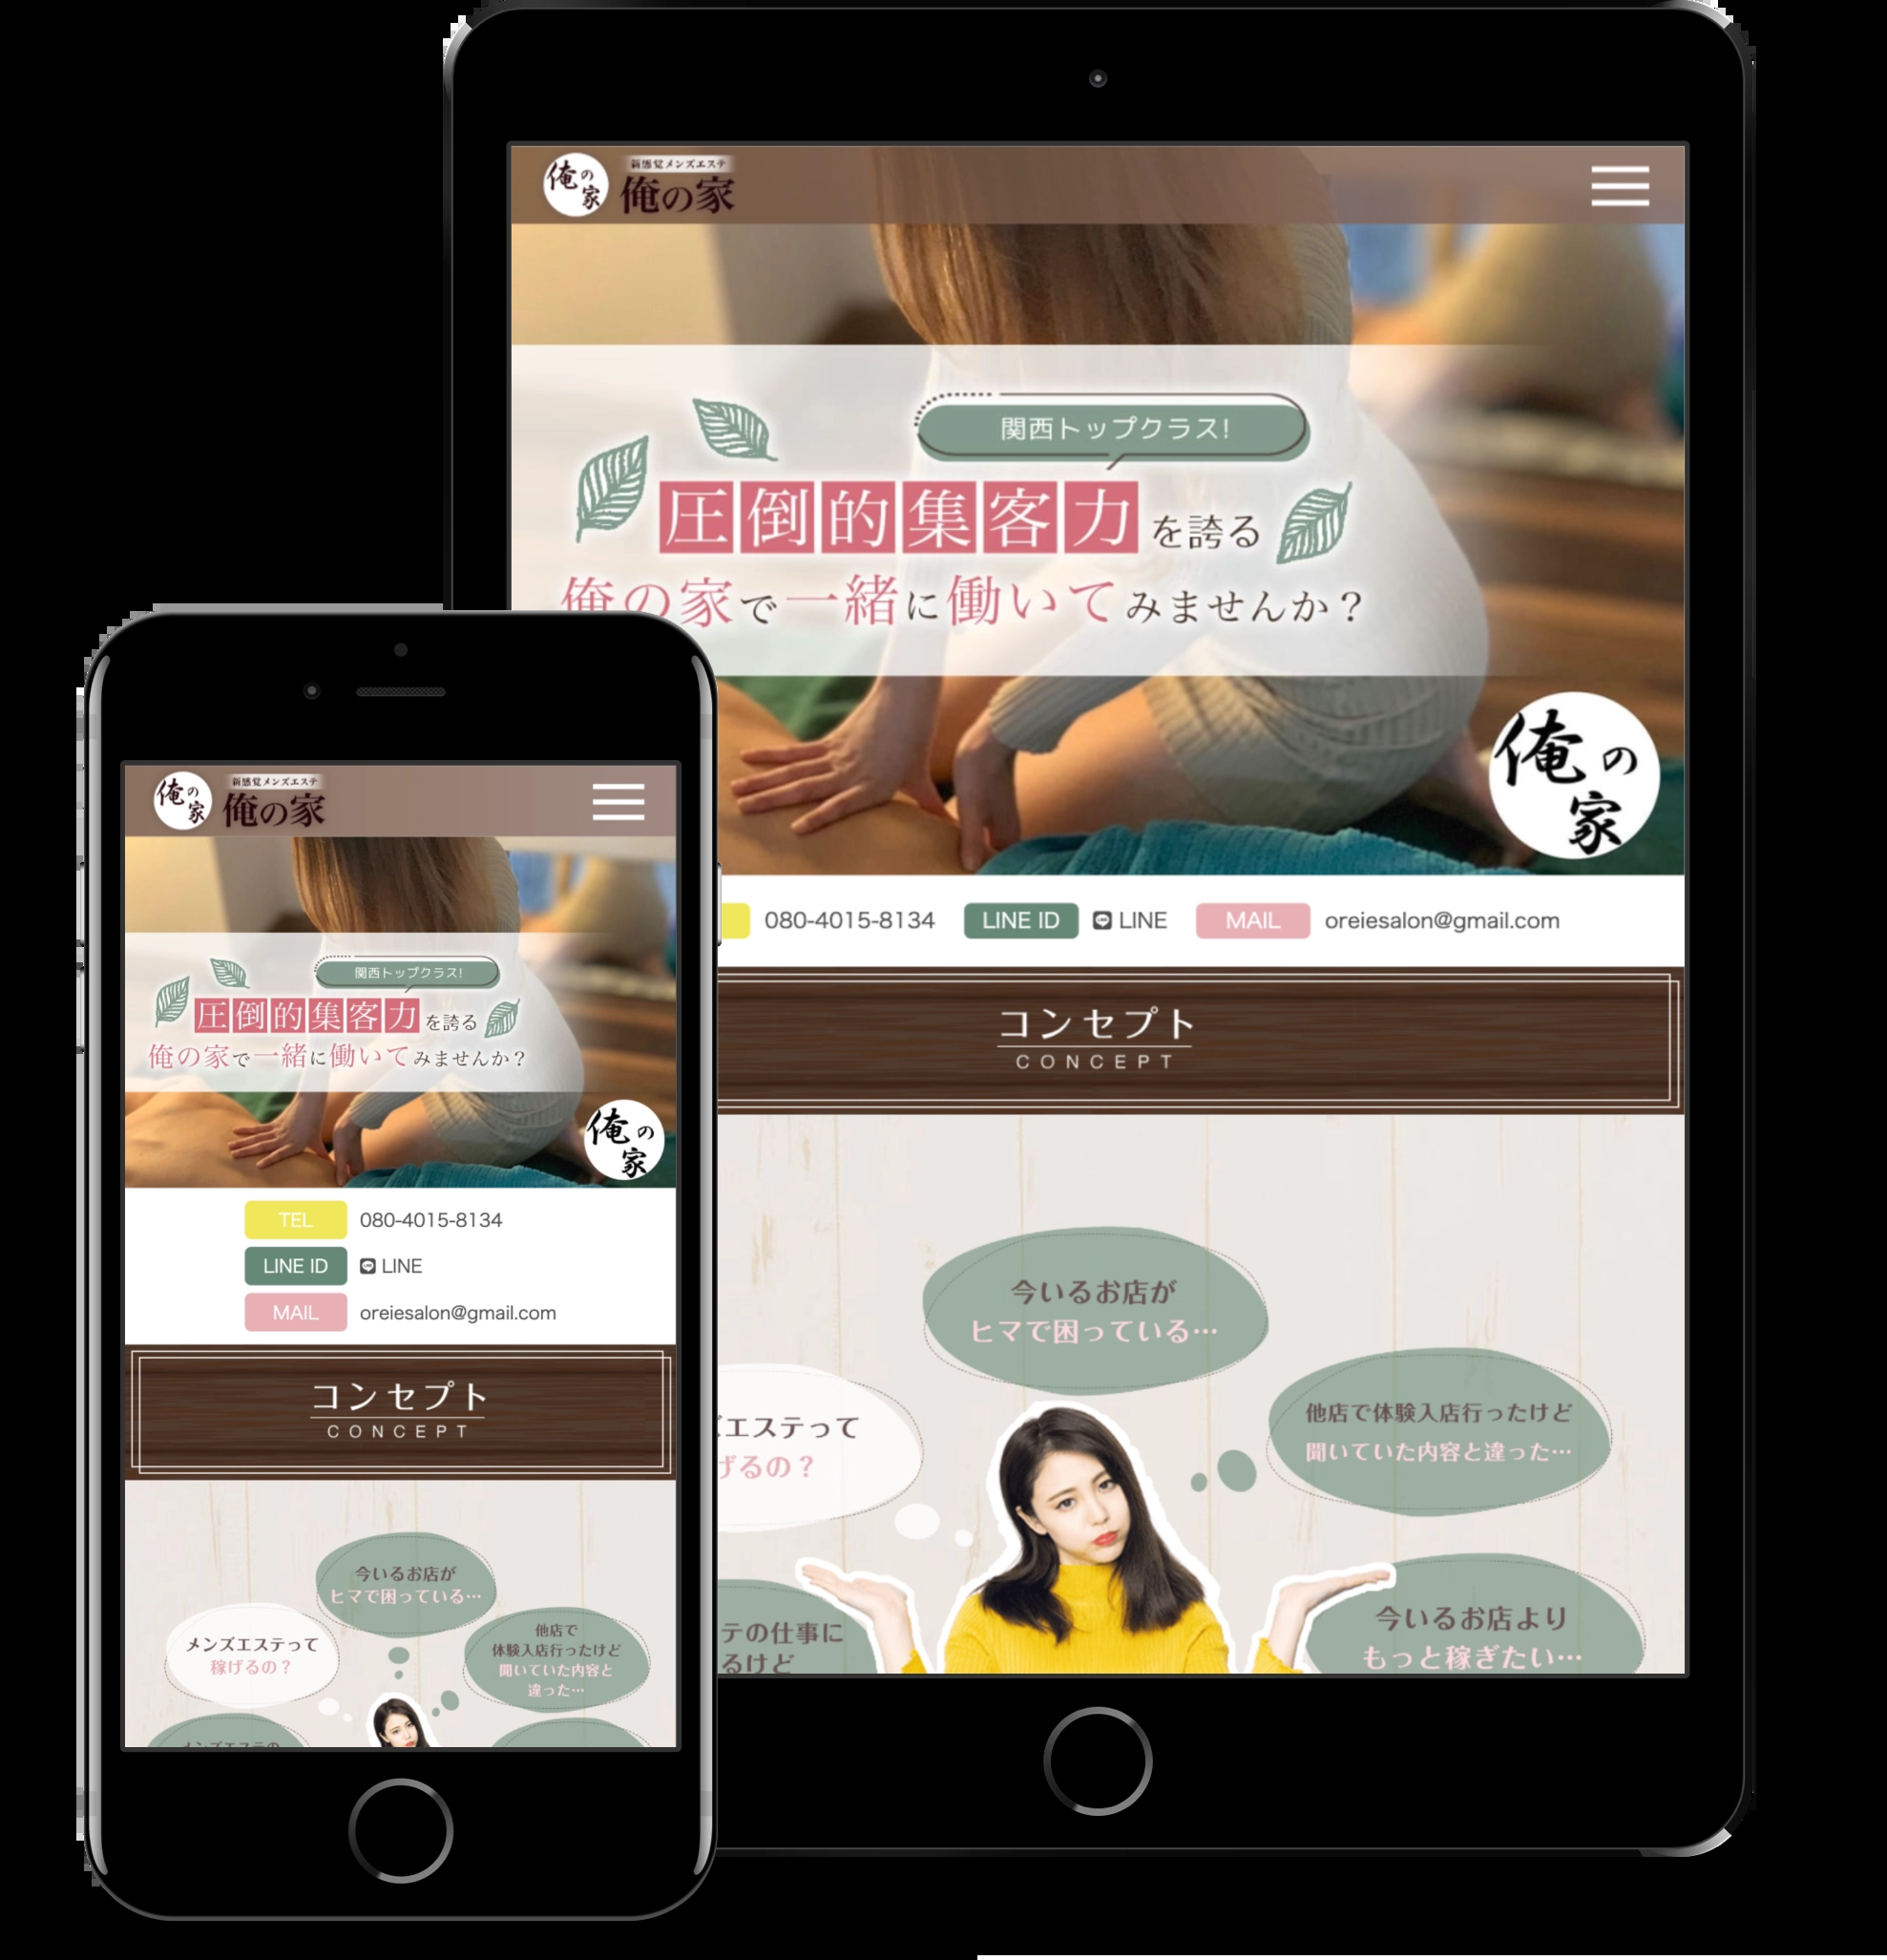 俺の家
新感覚メンズエステ
俺の家
関西トップクラス!
圧倒的集客力を誇る
俺の家で一緒に働いてみませんか？
俺の家
080-4015-8134
LINE ID
LINE
MAIL
oreiesalon@gmail.com
コンセプト
CONCEPT
今いるお店が
ヒマで困っている…
エステって
げるの？
他店で体験入店行ったけど
聞いていた内容と違った…
テの仕事に
るけど
今いるお店より
もっと稼ぎたい…
俺の家
新感覚メンズエステ
俺の家
関西トップクラス!
圧倒的集客力を誇る
俺の家で一緒に働いてみませんか？
俺の家
TEL
080-4015-8134
LINE ID
LINE
MAIL
oreiesalon@gmail.com
コンセプト
CONCEPT
今いるお店が
ヒマで困っている…
メンズエステって
稼げるの？
他店で
体験入店行ったけど
聞いていた内容と
違った…